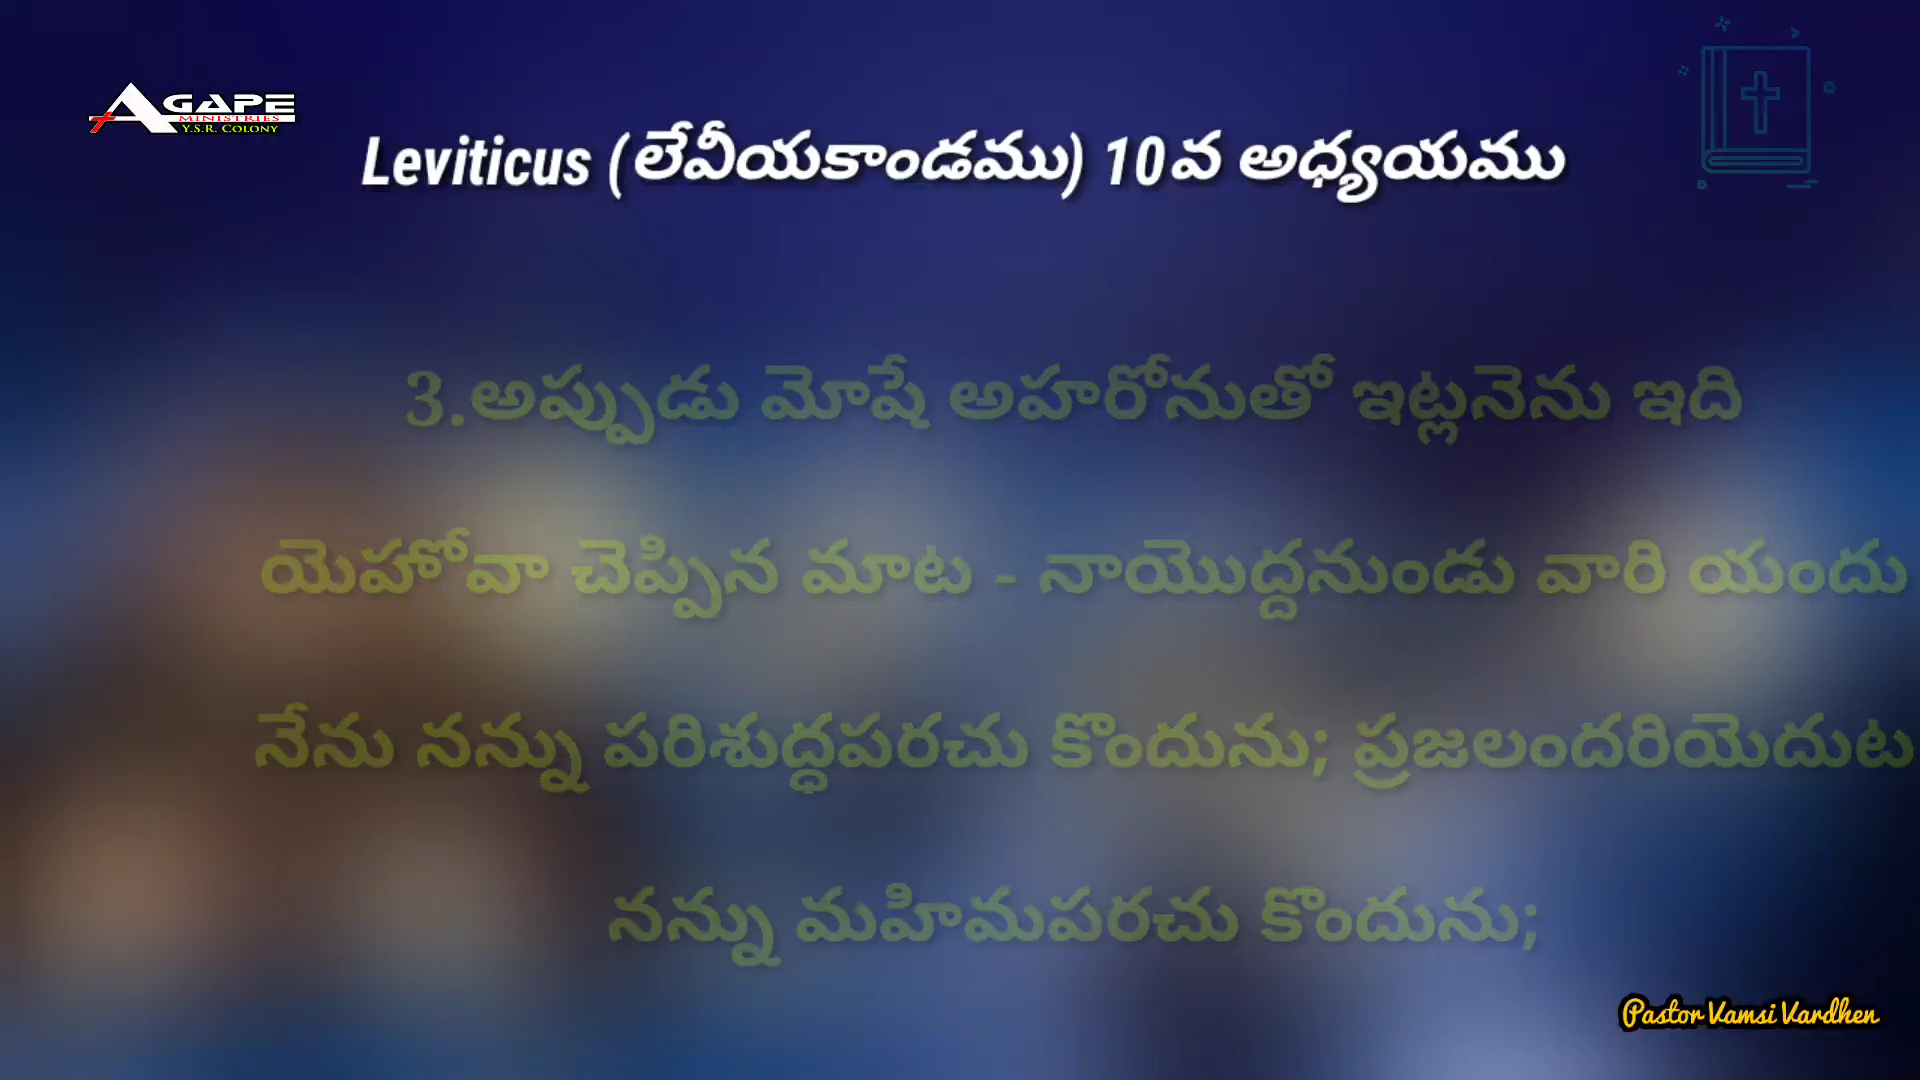 AGAPE
MINISTRIES
Y.S.R. COLONY
Leviticus (లేవీయకాండము) 10వ అధ్యయము
3.అప్పుడు మోషే అహరోనుతో ఇట్లనెను ఇది
యెహోవా చెప్పిన మాట - నాయొద్దనుండు వారి యందు
నేను నన్ను పరిశుద్ధపరచు కొందును; ప్రజలందరియెదుట
నన్ను మహిమపరచు కొందును;
Pastor Vamsi Vardhen